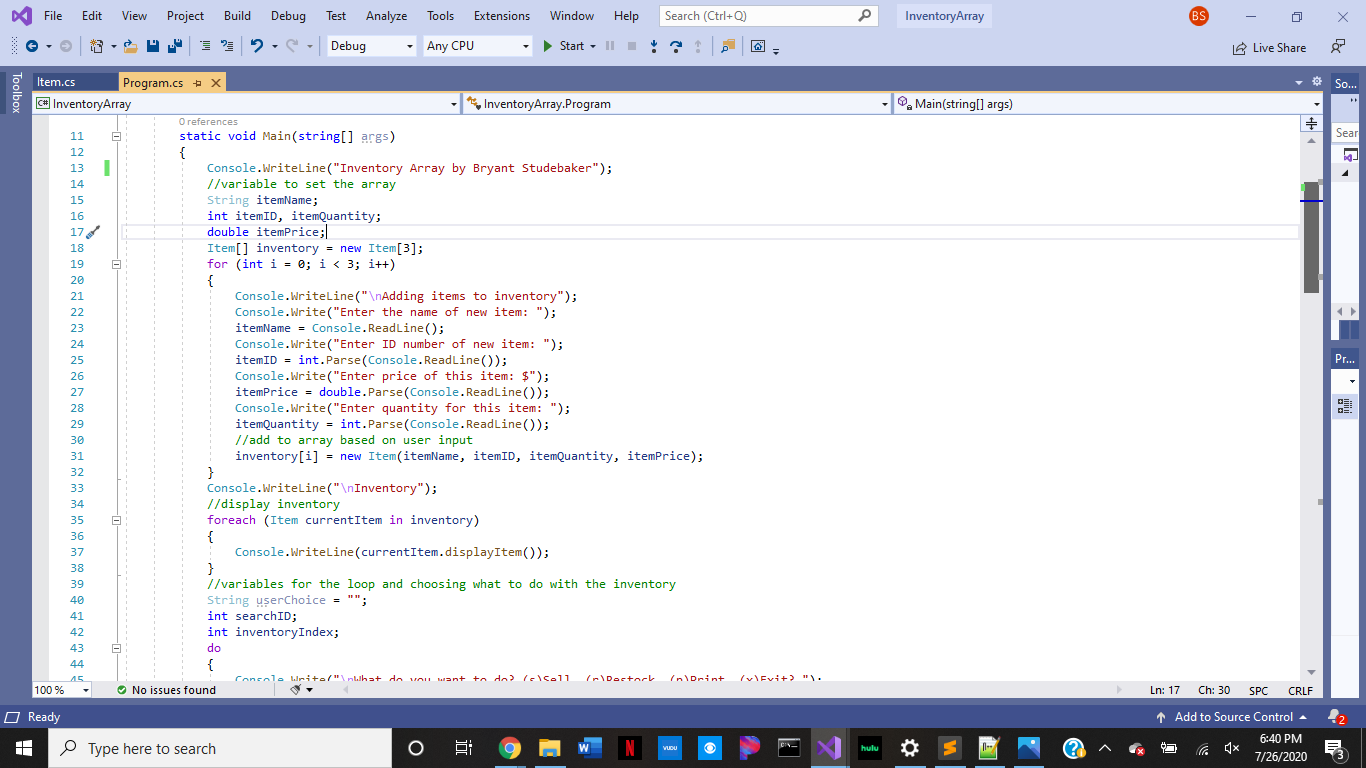 File Edit View Project Build Debug Test Analyze Tools Extensions Window Help Search (Ctrl+Q) InventoryArray BS
Debug Any CPU Start Live Share
Toolbox
Item.cs Program.cs So...
InventoryArray InventoryArray.Program Main(string[] args)
0 references
11 static void Main(string[] args)
12 {
13 Console.WriteLine("Inventory Array by Bryant Studebaker");
14 //variable to set the array
15 String itemName;
16 int itemID, itemQuantity;
17 double itemPrice;
18 Item[] inventory = new Item[3];
19 for (int i = 0; i < 3; i++)
20 {
21 Console.WriteLine("\nAdding items to inventory");
22 Console.Write("Enter the name of new item: ");
23 itemName = Console.ReadLine();
24 Console.Write("Enter ID number of new item: ");
25 itemID = int.Parse(Console.ReadLine());
26 Console.Write("Enter price of this item: $");
27 itemPrice = double.Parse(Console.ReadLine());
28 Console.Write("Enter quantity for this item: ");
29 itemQuantity = int.Parse(Console.ReadLine());
30 //add to array based on user input
31 inventory[i] = new Item(itemName, itemID, itemQuantity, itemPrice);
32 }
33 Console.WriteLine("\nInventory");
34 //display inventory
35 foreach (Item currentItem in inventory)
36 {
37 Console.WriteLine(currentItem.displayItem());
38 }
39 //variables for the loop and choosing what to do with the inventory
40 String userChoice = "";
41 int searchID;
42 int inventoryIndex;
43 do
44 {
45 Console.Write("\nWhat do you want to do? (s)Sell, (r)Restock, (p)Print, (x)Exit? ");
Sear
Pr...
100 % No issues found Ln: 17 Ch: 30 SPC CRLF
Ready Add to Source Control 2
Type here to search W N VUDU hulu 6:40 PM
7/26/2020 3